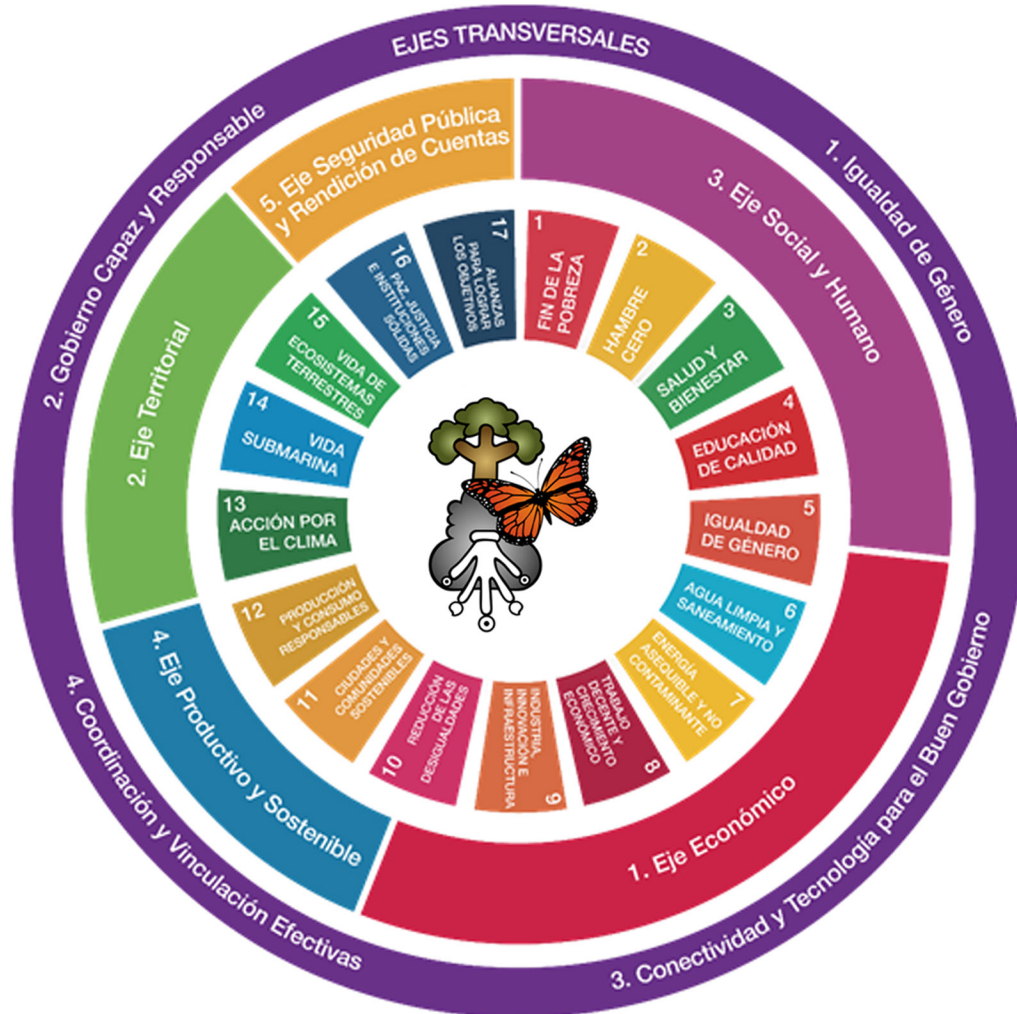 EJES TRANSVERSALES
1. Igualdad de Género
3. Conectividad y Tecnología para el Buen Gobierno
4. Coordinación y Vinculación Efectivas
2. Gobierno Capaz y Responsable
3. Eje Social y Humano
1. Eje Económico
4. Eje Productivo y Sostenible
2. Eje Territorial
5. Eje Seguridad Pública
y Rendición de Cuentas
1
FIN DE LA
POBREZA
2
HAMBRE
CERO
3
SALUD Y
BIENESTAR
4
EDUCACIÓN
DE CALIDAD
5
IGUALDAD
DE GÉNERO
6
AGUA LIMPIA Y
SANEAMIENTO
7
ENERGÍA
ASEQUIBLE Y NO
CONTAMINANTE
8
TRABAJO
DECENTE Y
CRECIMIENTO
ECONÓMICO
9
INDUSTRIA,
INNOVACIÓN E
INFRAESTRUCTURA
10
REDUCCIÓN
DE LAS
DESIGUALDADES
11
CIUDADES Y
COMUNIDADES
SOSTENIBLES
12
PRODUCCIÓN
Y CONSUMO
RESPONSABLES
13
ACCIÓN POR
EL CLIMA
14
VIDA
SUBMARINA
15
VIDA DE
ECOSISTEMAS
TERRESTRES
16
PAZ, JUSTICIA
E INSTITUCIONES
SÓLIDAS
17
ALIANZAS
PARA LOGRAR
LOS OBJETIVOS